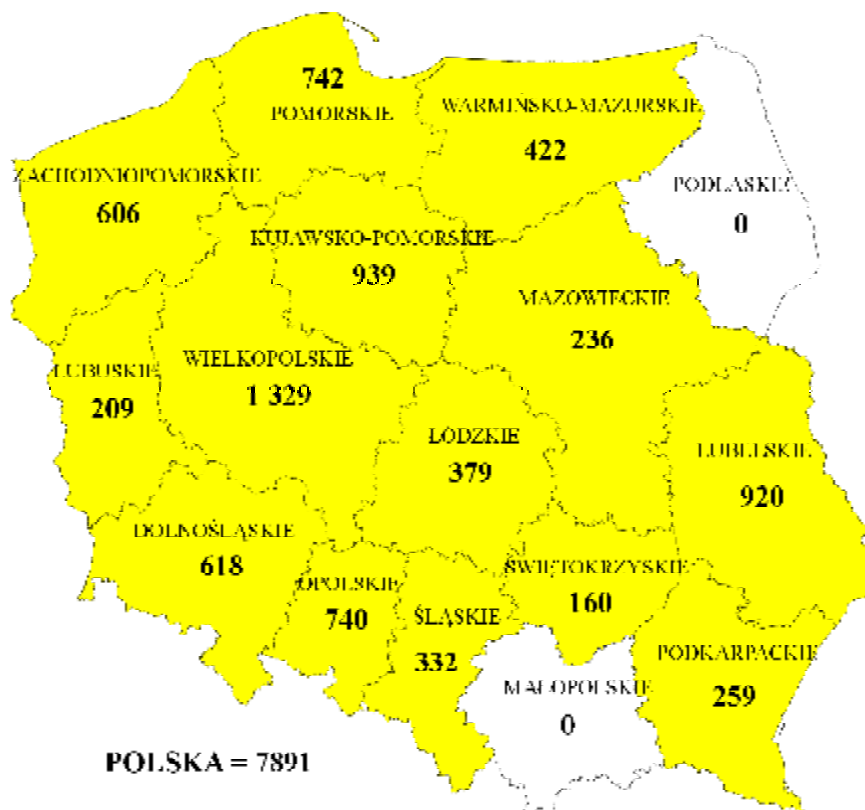 742
POMORSKIE
WARMIŃSKO-MAZURSKIE
422
PODLASKIE
0
ZACHODNIOPOMORSKIE
606
KUJAWSKO-POMORSKIE
939
MAZOWIECKIE
236
LUBUSKIE
209
WIELKOPOLSKIE
1 329
ŁÓDZKIE
379
LUBELSKIE
920
DOLNOŚLĄSKIE
618
OPOLSKIE
740
ŚLĄSKIE
332
ŚWIĘTOKRZYSKIE
160
PODKARPACKIE
259
MAŁOPOLSKIE
0
POLSKA = 7891